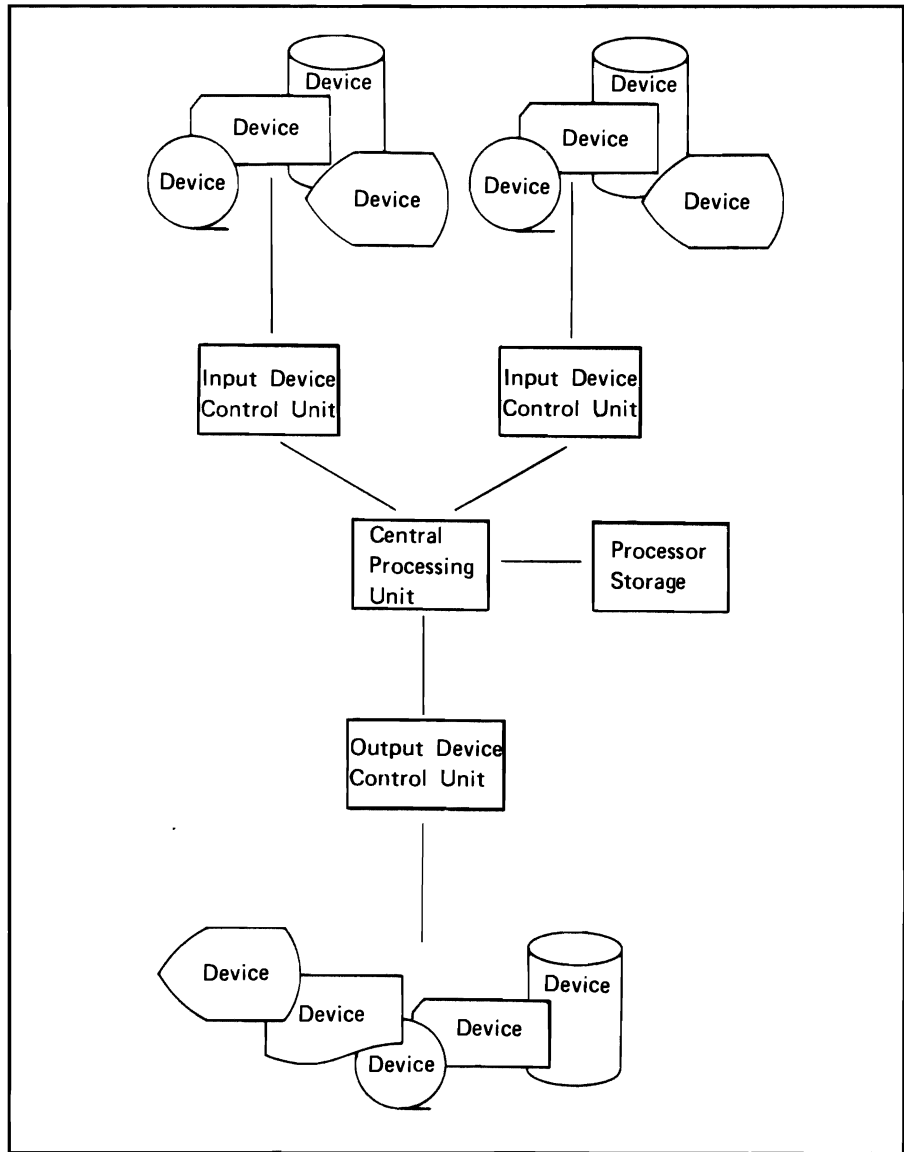 Device
Device
Device
Device
Device
Device
Device
Device
Input Device
Control Unit
Input Device
Control Unit
Central
Processing
Unit
Processor
Storage
Output Device
Control Unit
Device
Device
Device
Device
Device